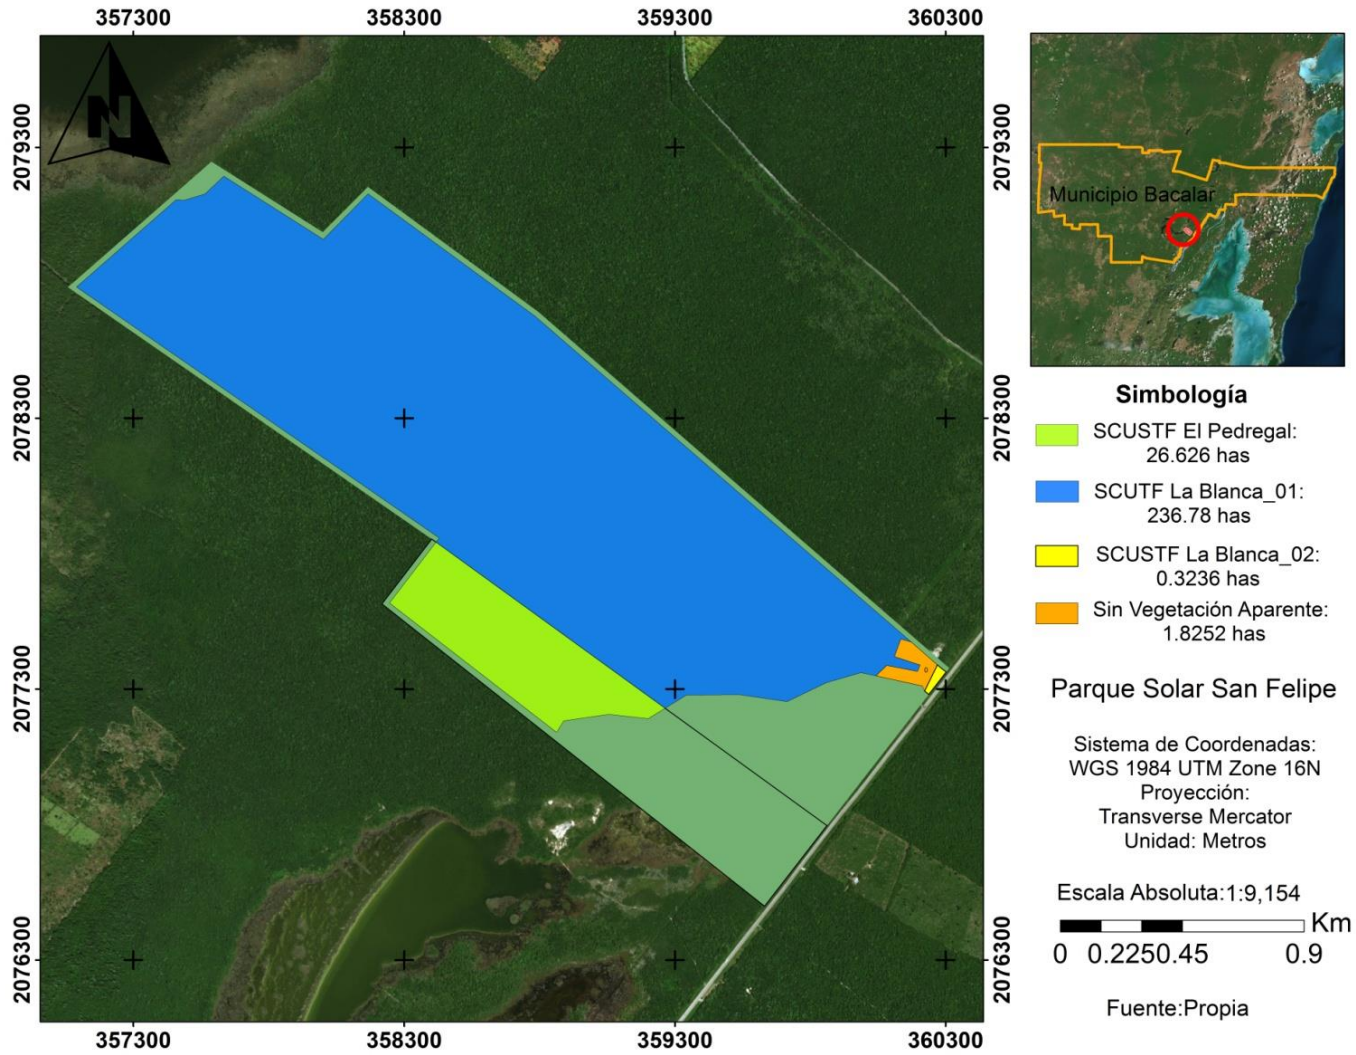 357300
358300
359300
360300
N
2079300
2079300
Municipio Bacalar
2078300
2078300
2077300
2077300
2076300
2076300
357300
358300
359300
360300
Simbología
SCUSTF El Pedregal:
26.626 has
SCUTF La Blanca_01:
236.78 has
SCUSTF La Blanca_02:
0.3236 has
Sin Vegetación Aparente:
1.8252 has
Parque Solar San Felipe
Sistema de Coordenadas:
WGS 1984 UTM Zone 16N
Proyección:
Transverse Mercator
Unidad: Metros
Escala Absoluta:1:9,154
Km
0 0.2250.45 0.9
Fuente:Propia